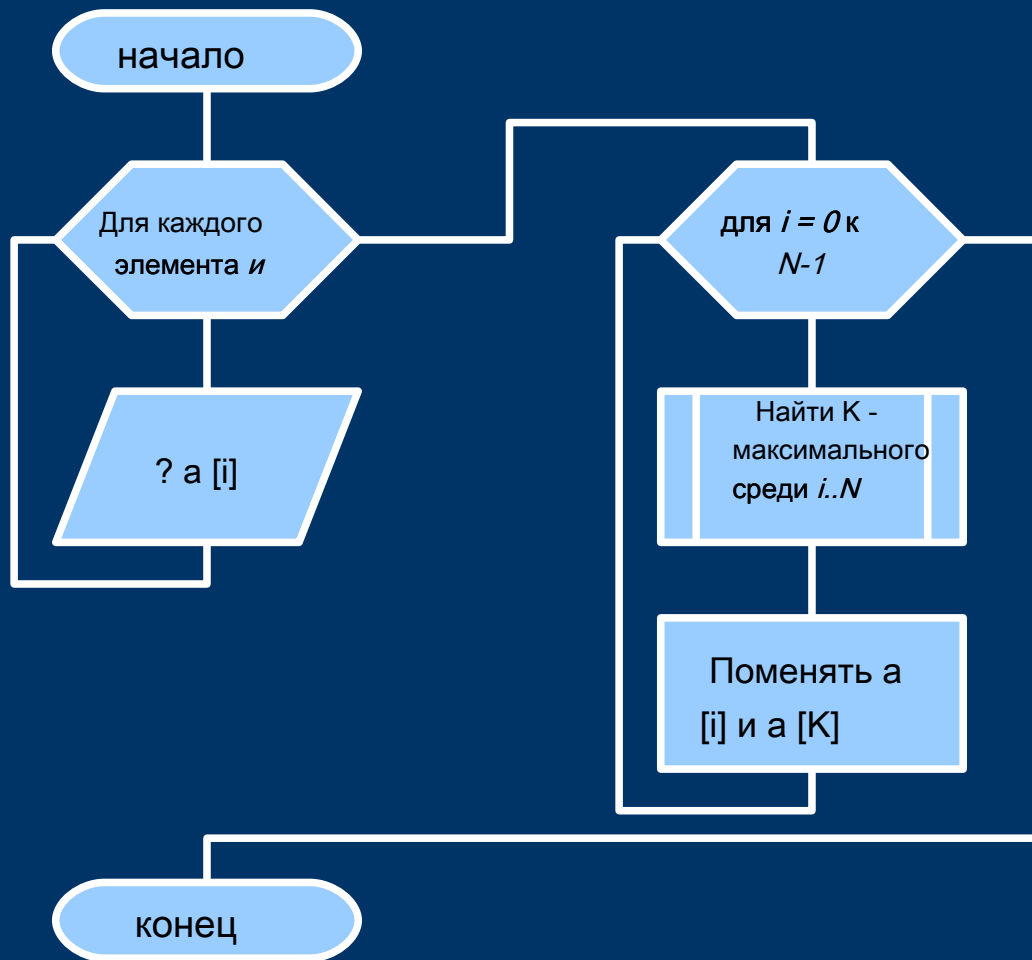 начало
Для каждого
элемента и
? a [i]
для i = 0 к
N-1
Найти K -
максимального
среди i..N
Поменять a
[i] и a [K]
конец